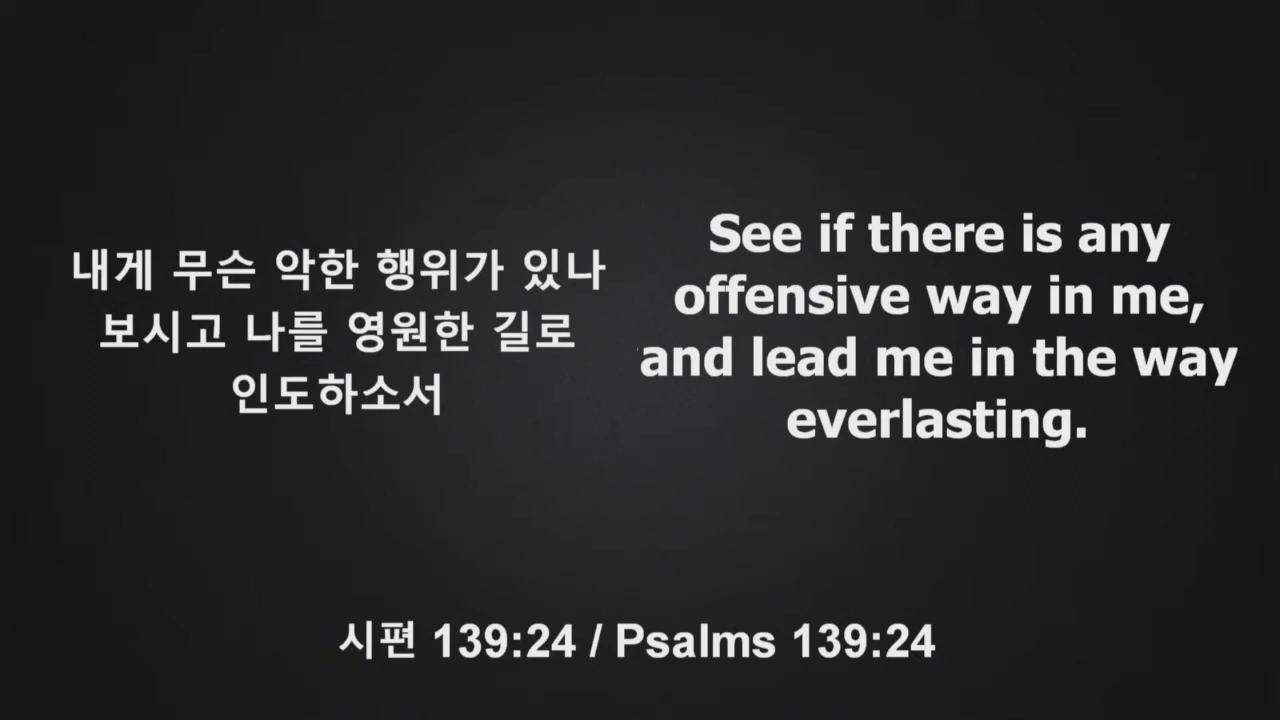 내게 무슨 악한 행위가 있나
보시고 나를 영원한 길로
인도하소서
See if there is any
offensive way in me,
and lead me in the way
everlasting.
시편 139:24 / Psalms 139:24